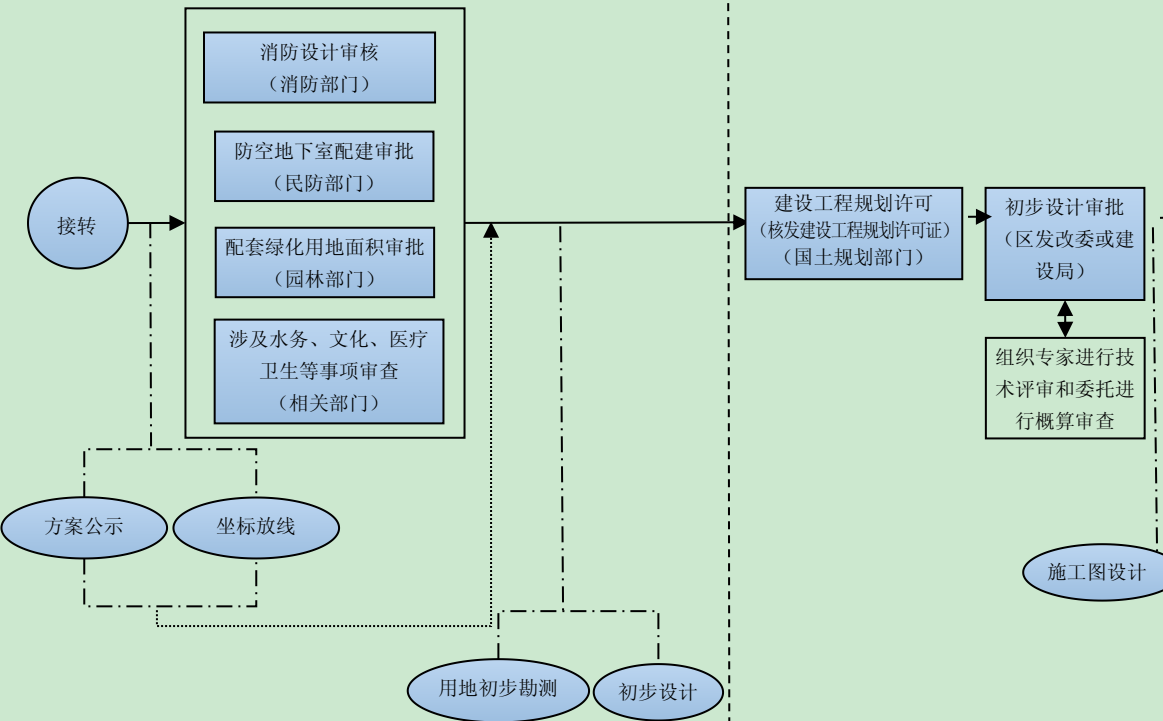 消防设计审核
（消防部门）
防空地下室配建审批
（民防部门）
接转
配套绿化用地面积审批
（园林部门）
涉及水务、文化、医疗
卫生等事项审查
（相关部门）
建设工程规划许可
（核发建设工程规划许可证）
（国土规划部门）
初步设计审批
（区发改委或建
设局）
组织专家进行技
术评审和委托进
行概算审查
方案公示
坐标放线
施工图设计
用地初步勘测
初步设计